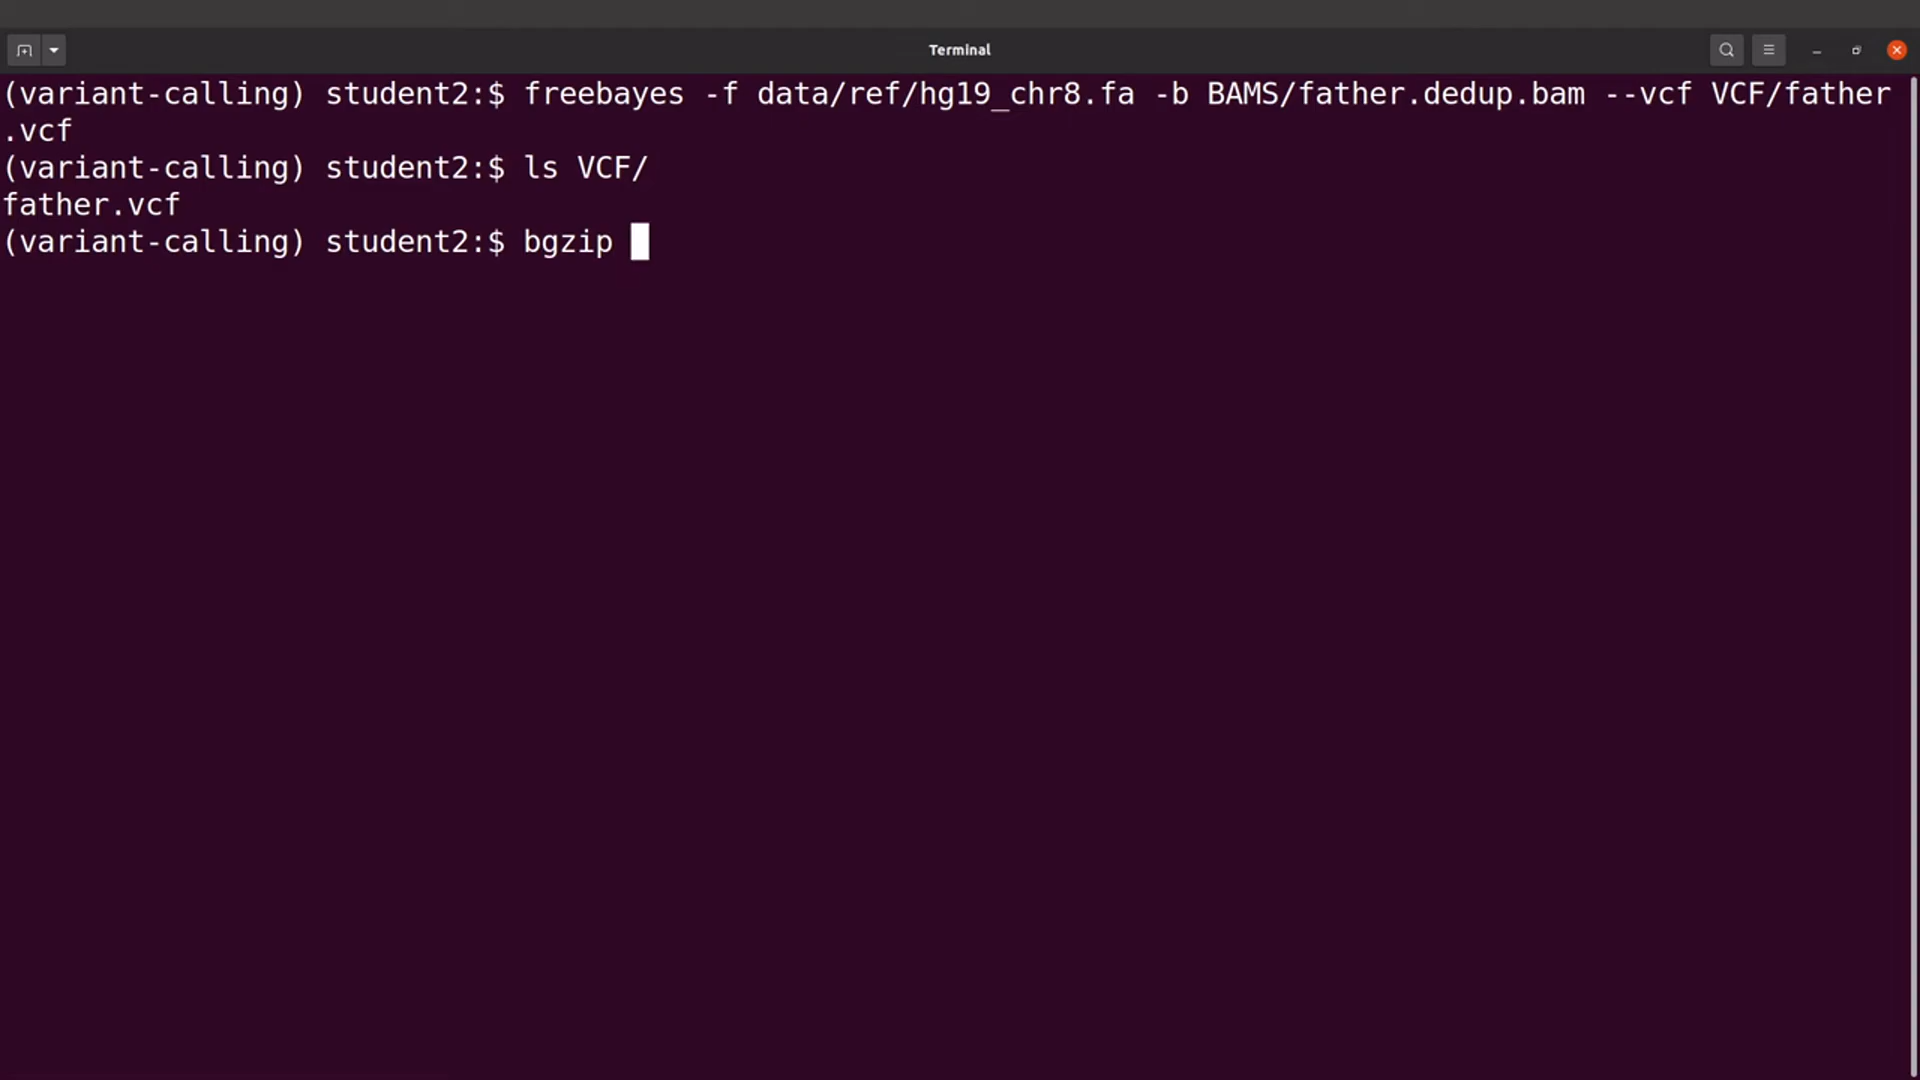 Terminal
(variant-calling) student2:$ freebayes -f data/ref/hg19_chr8.fa -b BAMS/father.dedup.bam --vcf VCF/father
.vcf
(variant-calling) student2:$ ls VCF/
father.vcf
(variant-calling) student2:$ bgzip